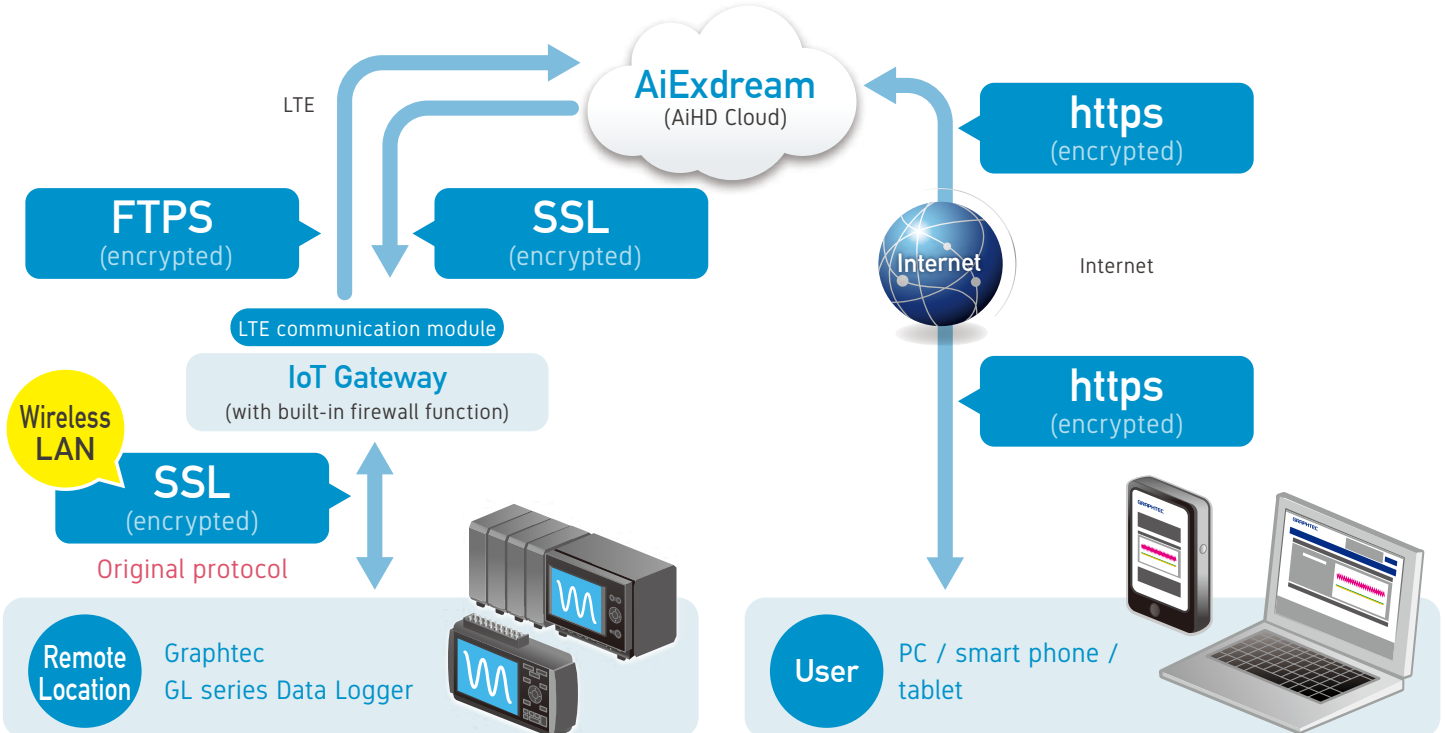 AiExdream
(AiHD Cloud)
LTE
https
(encrypted)
FTPS
(encrypted)
SSL
(encrypted)
Internet
Internet
LTE communication module
IoT Gateway
(with built-in firewall function)
https
(encrypted)
Wireless
LAN
SSL
(encrypted)
Original protocol
GRAPHTEC
GRAPHTEC
Remote
Location
Graphtec
GL series Data Logger
User
PC / smart phone /
tablet